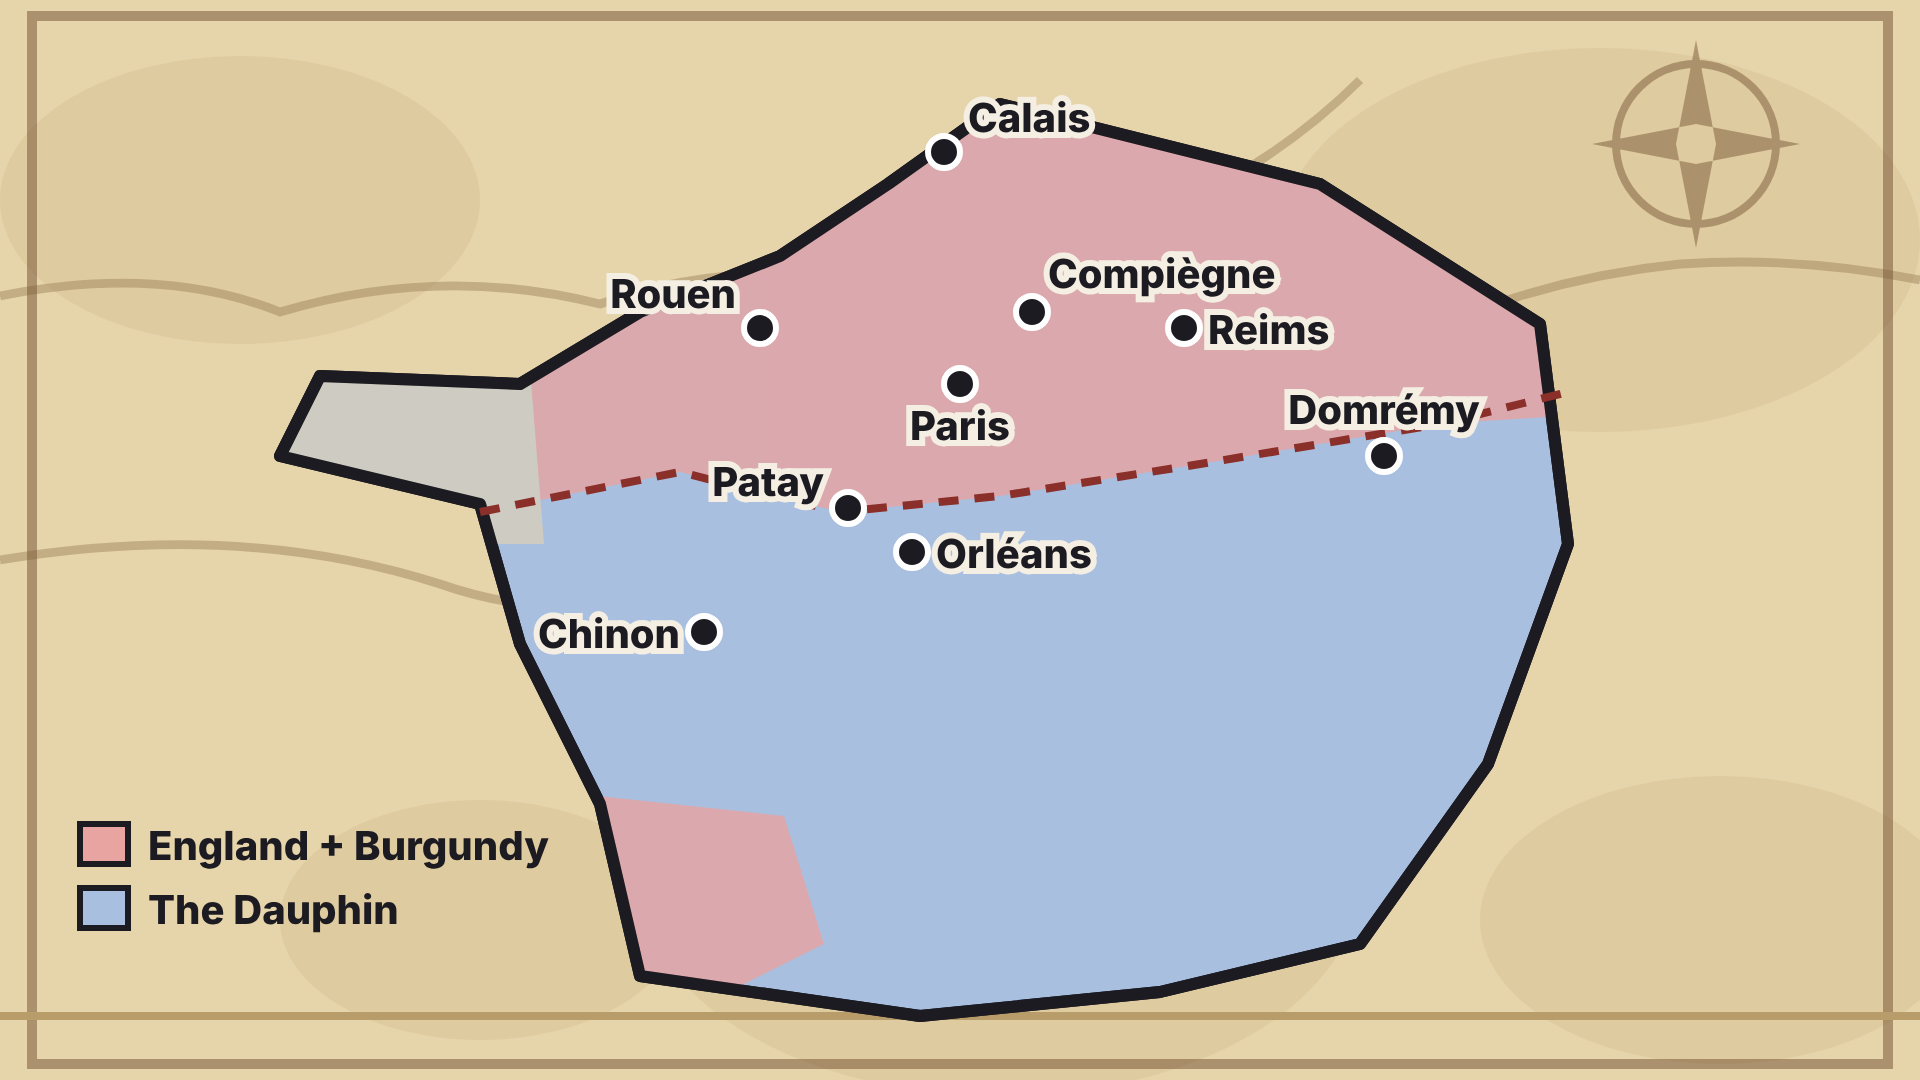 Calais
Compiègne
Rouen
Reims
Domrémy
Paris
Patay
Orléans
Chinon
England + Burgundy
The Dauphin